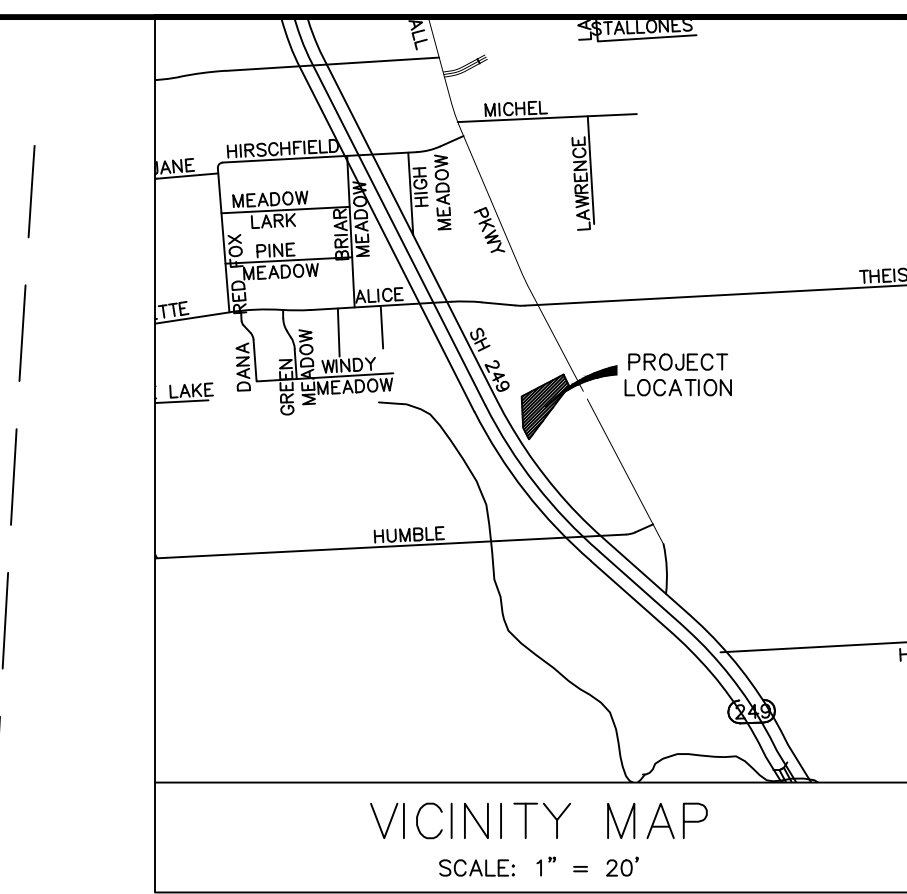 ALL
STALLONES
MICHEL
HIRSCHFIELD
JANE
LAWRENCE
HIGH
MEADOW
MEADOW
LARK
BRIAR
MEADOW
PKWY
RED FOX
PINE
MEADOW
THEIS
ALICE
TTE
SH 249
DANA
GREEN
MEADOW
WINDY
MEADOW
PROJECT
LOCATION
LAKE
HUMBLE
H
249
VICINITY MAP
SCALE: 1" = 20'